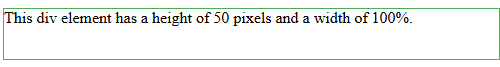 This div element has a height of 50 pixels and a width of 100%.